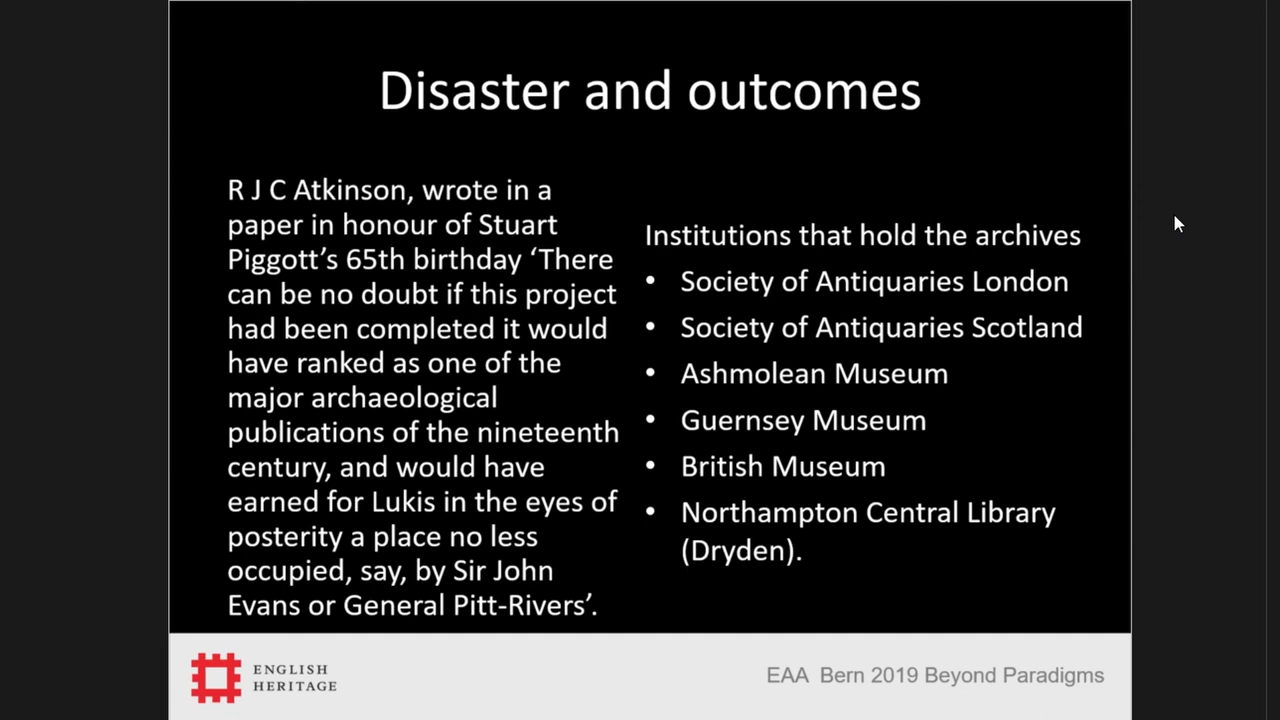 Disaster and outcomes
R J C Atkinson, wrote in a
paper in honour of Stuart
Piggott’s 65th birthday ‘There
can be no doubt if this project
had been completed it would
have ranked as one of the
major archaeological
publications of the nineteenth
century, and would have
earned for Lukis in the eyes of
posterity a place no less
occupied, say, by Sir John
Evans or General Pitt-Rivers’.
Institutions that hold the archives
• Society of Antiquaries London
• Society of Antiquaries Scotland
• Ashmolean Museum
• Guernsey Museum
• British Museum
• Northampton Central Library
(Dryden).
ENGLISH
HERITAGE
EAA Bern 2019 Beyond Paradigms